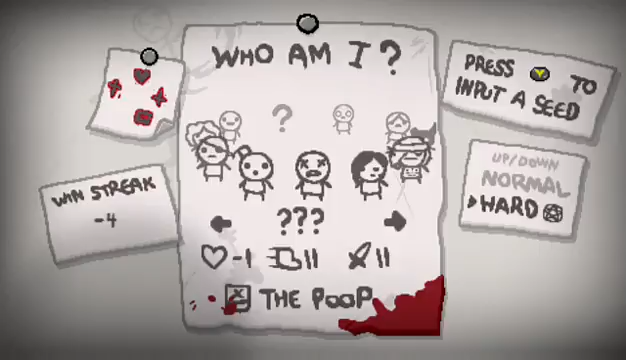 WHO AM I?
PRESS Y TO
INPUT A SEED
?
WIN STREAK
-4
UP/DOWN
NORMAL
HARD
???
-1
THE POOP